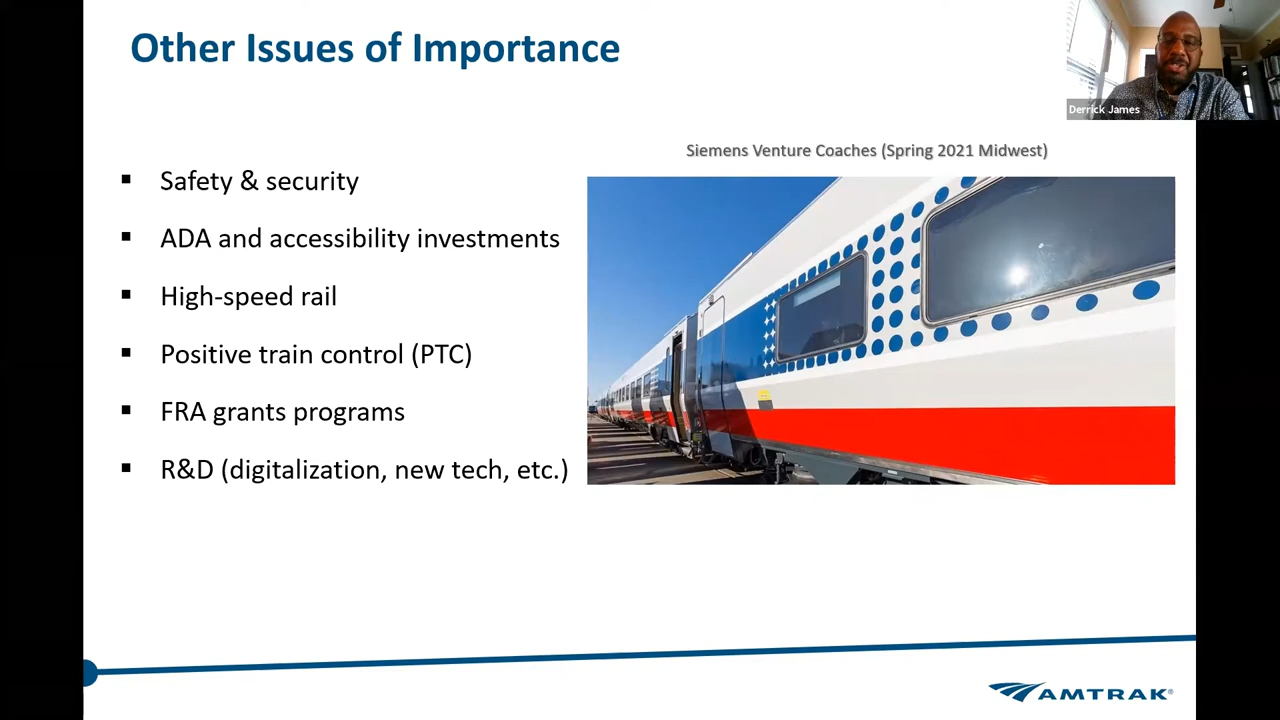 Other Issues of Importance
Derrick James
Siemens Venture Coaches (Spring 2021 Midwest)
▪ Safety & security
▪ ADA and accessibility investments
▪ High-speed rail
▪ Positive train control (PTC)
▪ FRA grants programs
▪ R&D (digitalization, new tech, etc.)
AMTRAK®